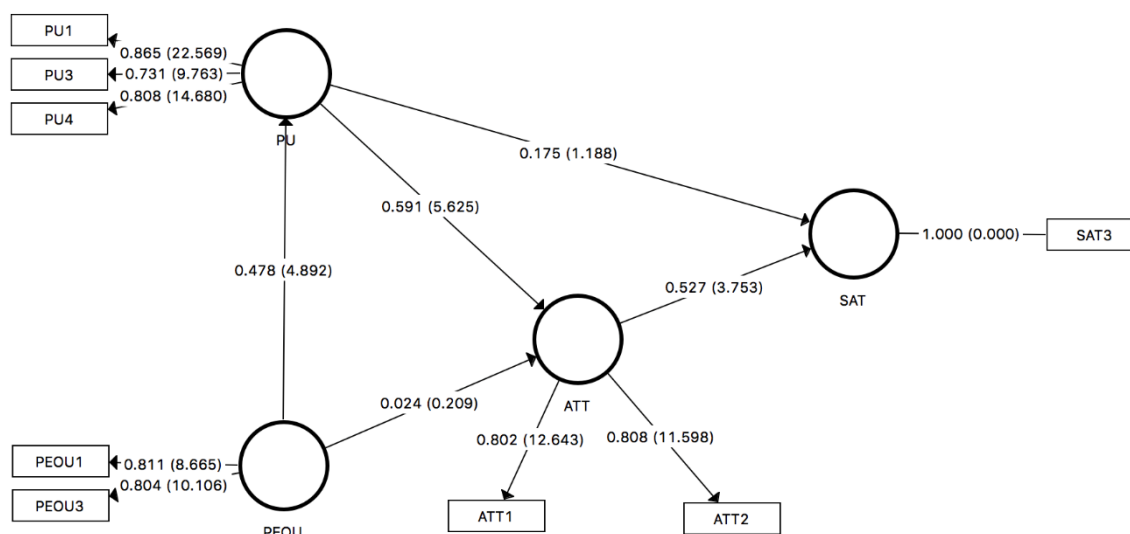 PU1
0.865 (22.569)
PU3
0.731 (9.763)
PU4
0.808 (14.680)
PU
0.175 (1.188)
0.591 (5.625)
1.000 (0.000)
SAT3
0.478 (4.892)
0.527 (3.753)
SAT
ATT
0.024 (0.209)
0.802 (12.643)
0.808 (11.598)
PEOU1
0.811 (8.665)
PEOU3
0.804 (10.106)
ATT1
ATT2
PEOU